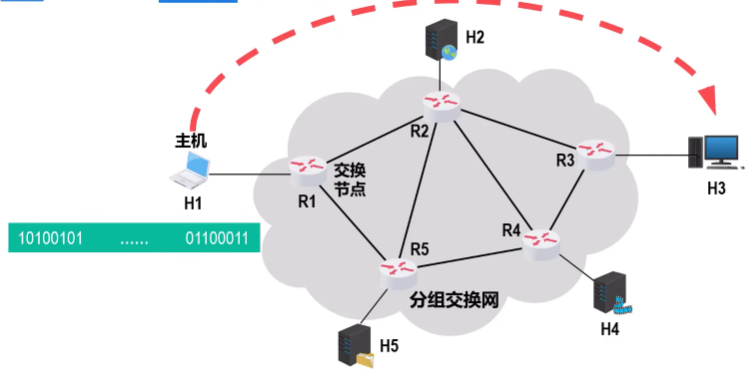 H2
主机
R2
R3
交换
节点
H3
H1
R1
10100101 ...... 01100011
R4
R5
分组交换网
H4
H5